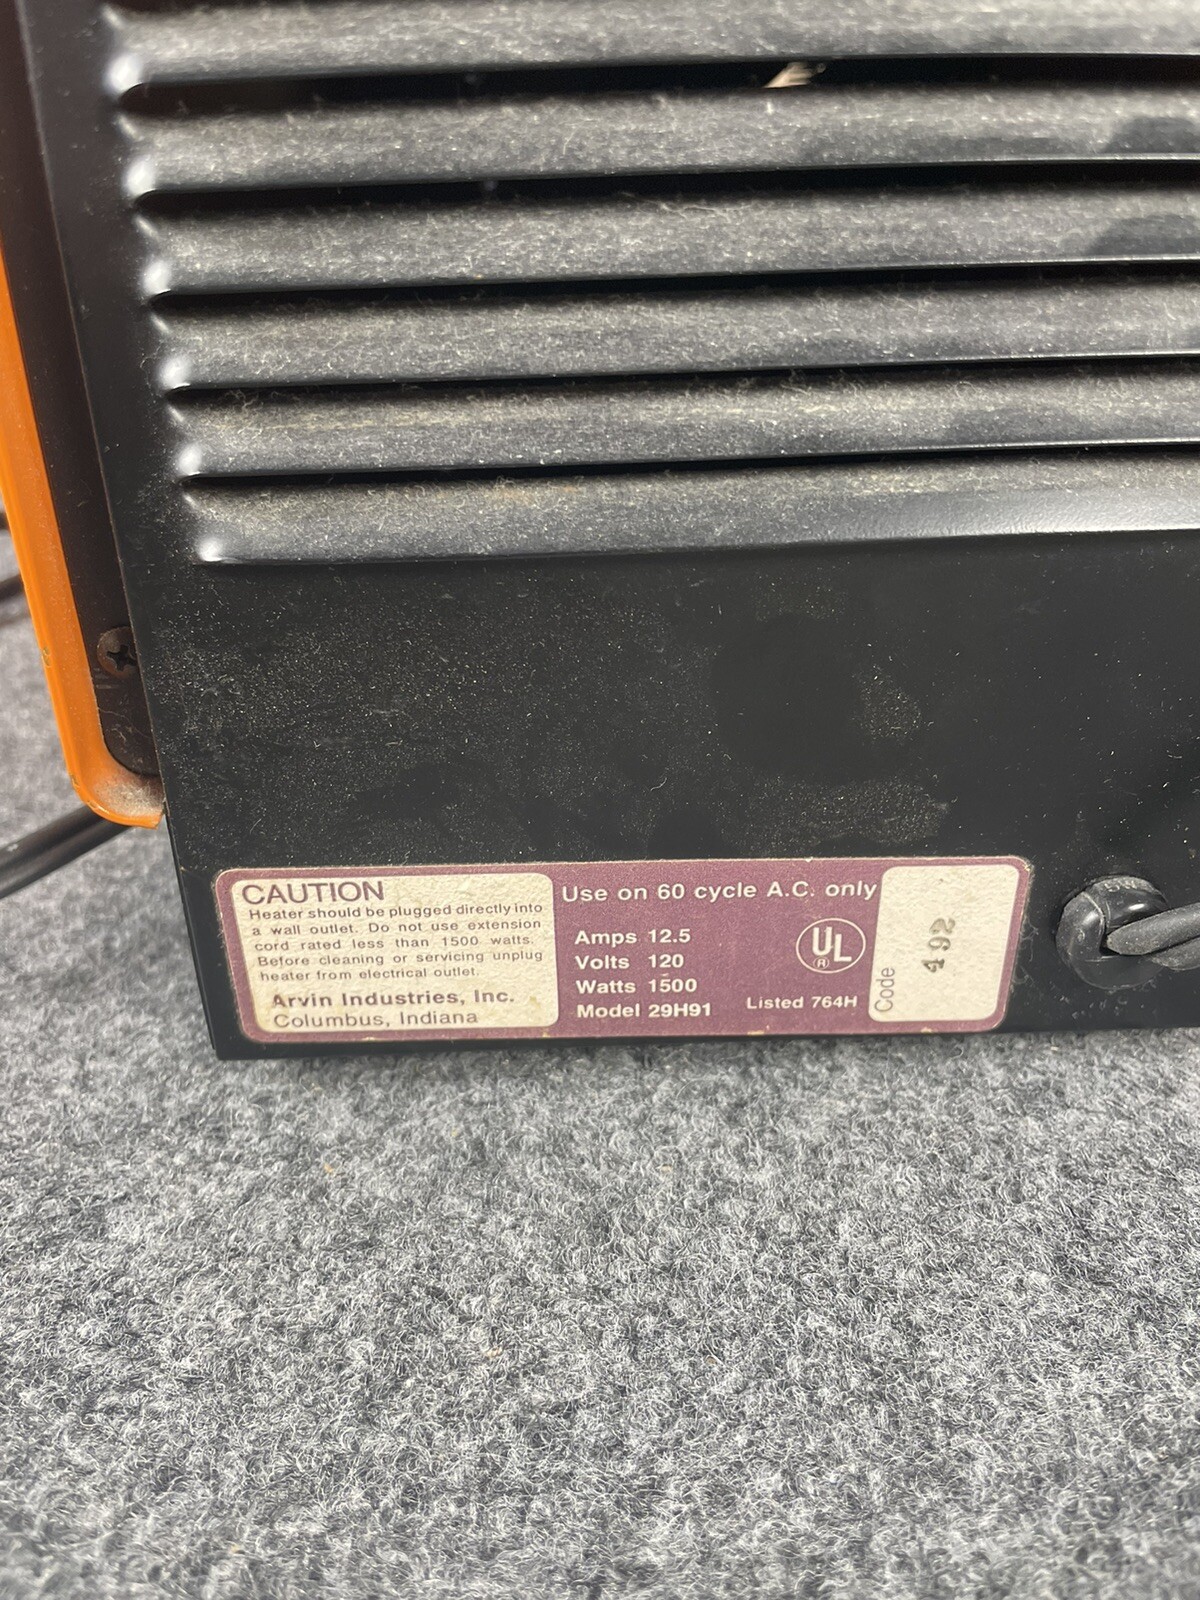 CAUTION
Heater should be plugged directly into
a wall outlet. Do not use extension
cord rated less than 1500 watts.
Before cleaning or servicing unplug
heater from electrical outlet.
Arvin Industries, Inc.
Columbus, Indiana
Use on 60 cycle A.C. only
Amps 12.5
Volts 120
Watts 1500
Model 29H91
UL
®
Listed 764H
Code
492